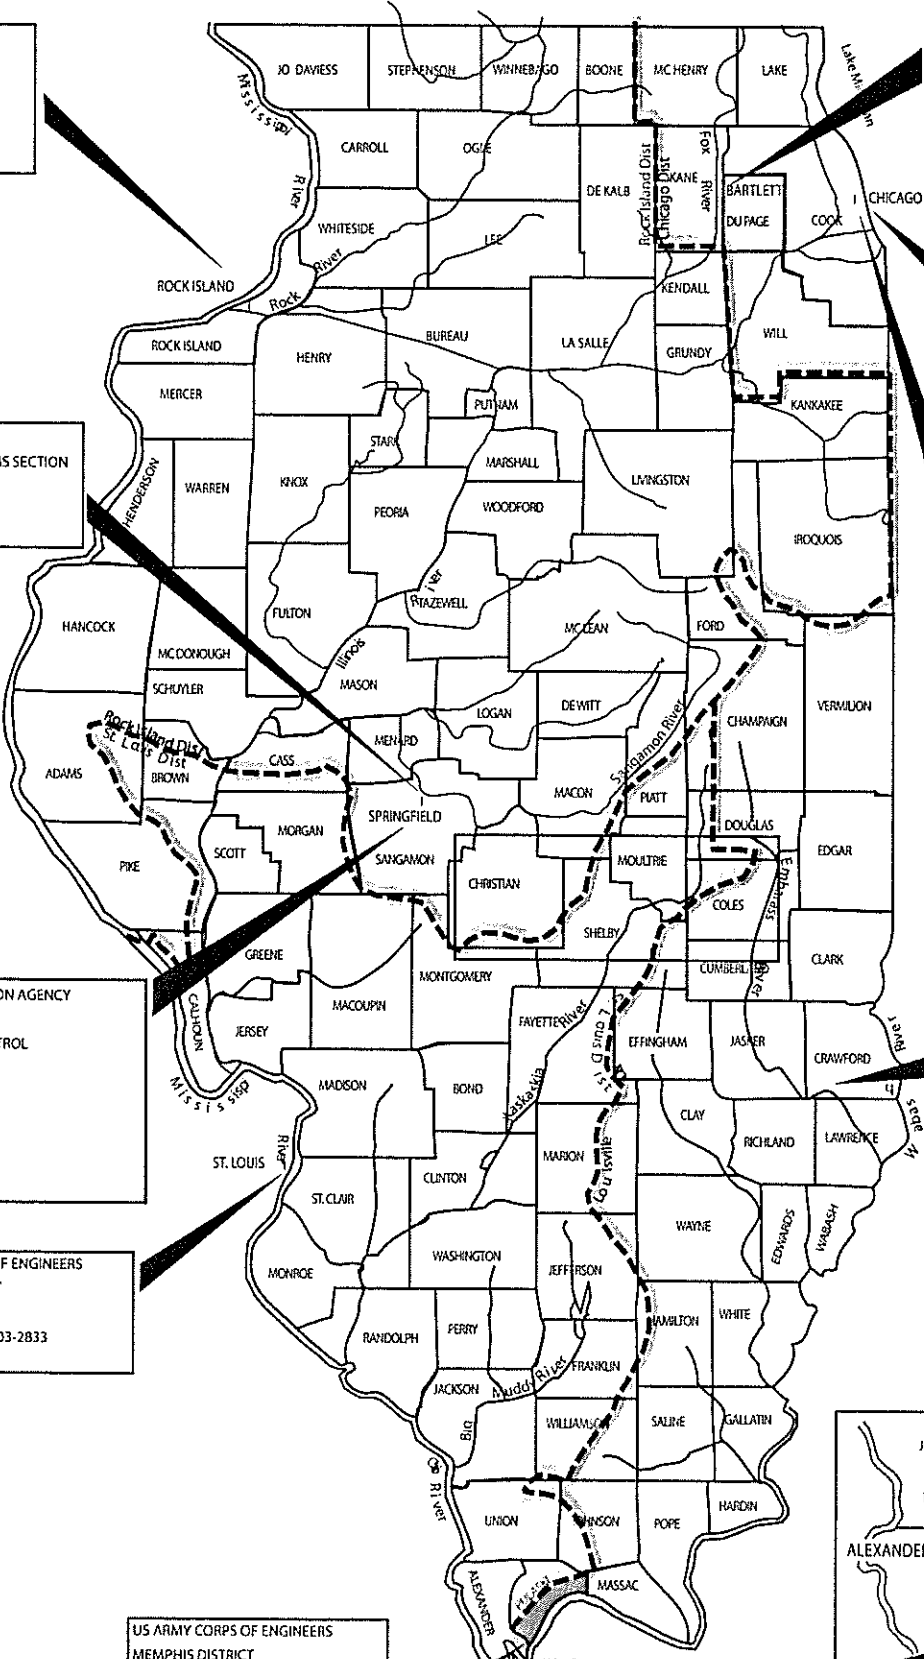 JO DAVIESS
STEPHENSON
WINNEBAGO
BOONE
MC HENRY
LAKE
Mississippi
CARROLL
OGLE
DE KALB
Rock Island Dist
Chicago Dist
KANE
Fox
River
BARTLETT
DU PAGE
COOK
CHICAGO
River
WHITESIDE
LEE
ROCK ISLAND
Rock
River
KENDALL
ROCK ISLAND
HENRY
BUREAU
LA SALLE
GRUNDY
WILL
MERCER
PUTNAM
KANKAKEE
STARK
MARSHALL
S SECTION
HENDERSON
WARREN
KNOX
PEORIA
WOODFORD
LIVINGSTON
IROQUOIS
River
TAZEWELL
HANCOCK
FULTON
MC LEAN
FORD
MC DONOUGH
Illinois
SCHUYLER
MASON
LOGAN
DE WITT
CHAMPAIGN
VERMILION
Rock Island Dist
St. Louis Dist
CASS
MENARD
Sangamon River
ADAMS
BROWN
MACON
PIATT
SPRINGFIELD
MORGAN
DOUGLAS
PIKE
SCOTT
SANGAMON
CHRISTIAN
MOULTRIE
EDGAR
COLES
Embarrass
River
GREENE
SHELBY
CUMBERLAND
CLARK
MONTGOMERY
ON AGENCY
MACOUPIN
CALHOUN
JERSEY
FAYETTE
River
EFFINGHAM
JASPER
CRAWFORD
River
TROL
Mississipi
MADISON
BOND
Kaskaskia
CLAY
RICHLAND
LAWRENCE
Wabash
River
ST. LOUIS
MARION
Louisville
CLINTON
ST. CLAIR
WAYNE
EDWARDS
WABASH
F ENGINEERS
MONROE
WASHINGTON
JEFFERSON
03-2833
RANDOLPH
PERRY
HAMILTON
WHITE
FRANKLIN
JACKSON
Big
Muddy River
WILLIAMSON
SALINE
GALLATIN
River
UNION
JOHNSON
POPE
HARDIN
ALEXANDER
ALEXANDER
PULASKI
MASSAC
US ARMY CORPS OF ENGINEERS
MEMPHIS DISTRICT